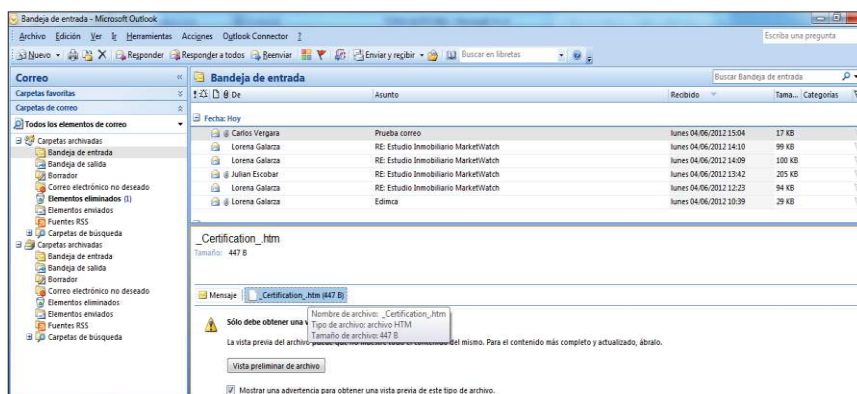 Bandeja de entrada - Microsoft Outlook
Archivo Edición Ver Ir Herramientas Acciones Outlook Connector ? Escriba una pregunta
Nuevo Responder Responder a todos Reenviar Enviar y recibir Buscar en libretas
Correo Bandeja de entrada Buscar Bandeja de entrada
Carpetas favoritas De Asunto Recibido Tama... Categorías
Carpetas de correo
Todos los elementos de correo Fecha: Hoy
Carpetas archivadas Carlos Vergara Prueba correo lunes 04/06/2012 15:04 17 KB
Bandeja de entrada Lorena Galarza RE: Estudio Inmobiliario MarketWatch lunes 04/06/2012 14:10 99 KB
Bandeja de salida Lorena Galarza RE: Estudio Inmobiliario MarketWatch lunes 04/06/2012 14:09 100 KB
Borrador Julian Escobar RE: Estudio Inmobiliario MarketWatch lunes 04/06/2012 13:42 205 KB
Correo electrónico no deseado Lorena Galarza RE: Estudio Inmobiliario MarketWatch lunes 04/06/2012 12:23 94 KB
Elementos eliminados (1) Lorena Galarza Edimca lunes 04/06/2012 10:39 29 KB
Elementos enviados
Fuentes RSS
Carpetas de búsqueda
Carpetas archivadas
Bandeja de entrada
Bandeja de salida
Borrador
Correo electrónico no deseado
Elementos eliminados
Elementos enviados
Fuentes RSS
Carpetas de búsqueda
_Certification_.htm
Tamaño: 447 B
Mensaje _Certification_.htm (447 B)
Nombre de archivo: _Certification_.htm
Sólo debe obtener una v
Tipo de archivo: archivo HTM
Tamaño de archivo: 447 B
La vista previa del archivo del mismo. Para el contenido más completo y actualizado, ábralo.
Vista preliminar de archivo
Mostrar una advertencia para obtener una vista previa de este tipo de archivo.